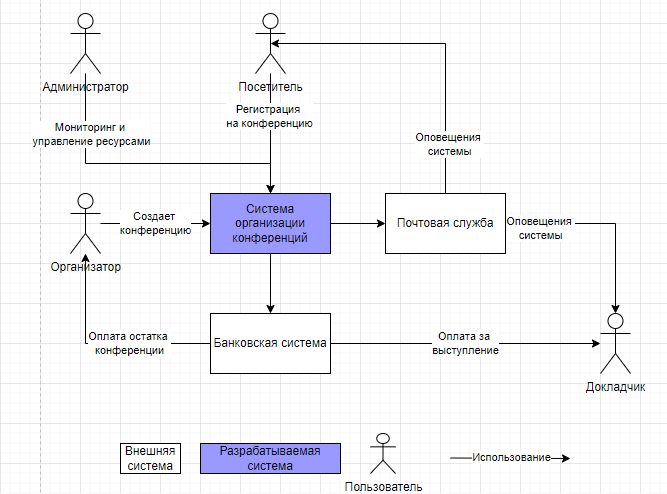 Администратор
Посетитель
Мониторинг и
управление ресурсами
Регистрация
на конференцию
Оповещения
системы
Организатор
Создает
конференцию
Система
организации
конференций
Почтовая служба
Оповещения
системы
Оплата остатка
конференции
Банковская система
Оплата за
выступление
Докладчик
Внешняя
система
Разрабатываемая
система
Пользователь
Использование